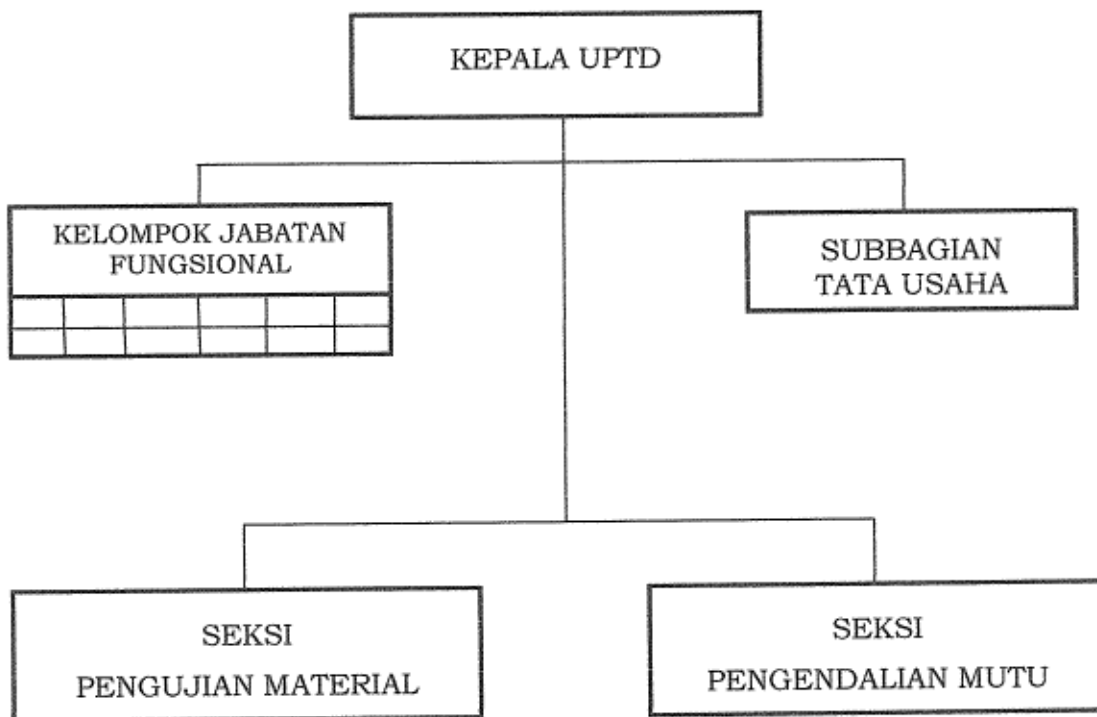 KEPALA UPTD
KELOMPOK JABATAN
FUNGSIONAL
SUBBAGIAN
TATA USAHA
SEKSI
PENGUJIAN MATERIAL
SEKSI
PENGENDALIAN MUTU